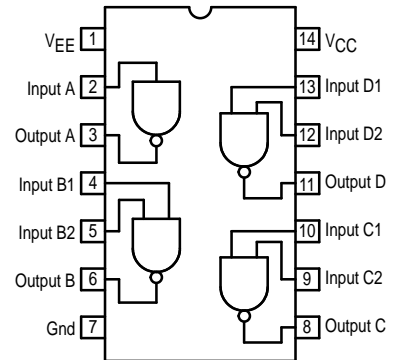 VEE 1
Input A 2
Output A 3
Input B1 4
Input B2 5
Output B 6
Gnd 7
14 VCC
13 Input D1
12 Input D2
11 Output D
10 Input C1
9 Input C2
8 Output C